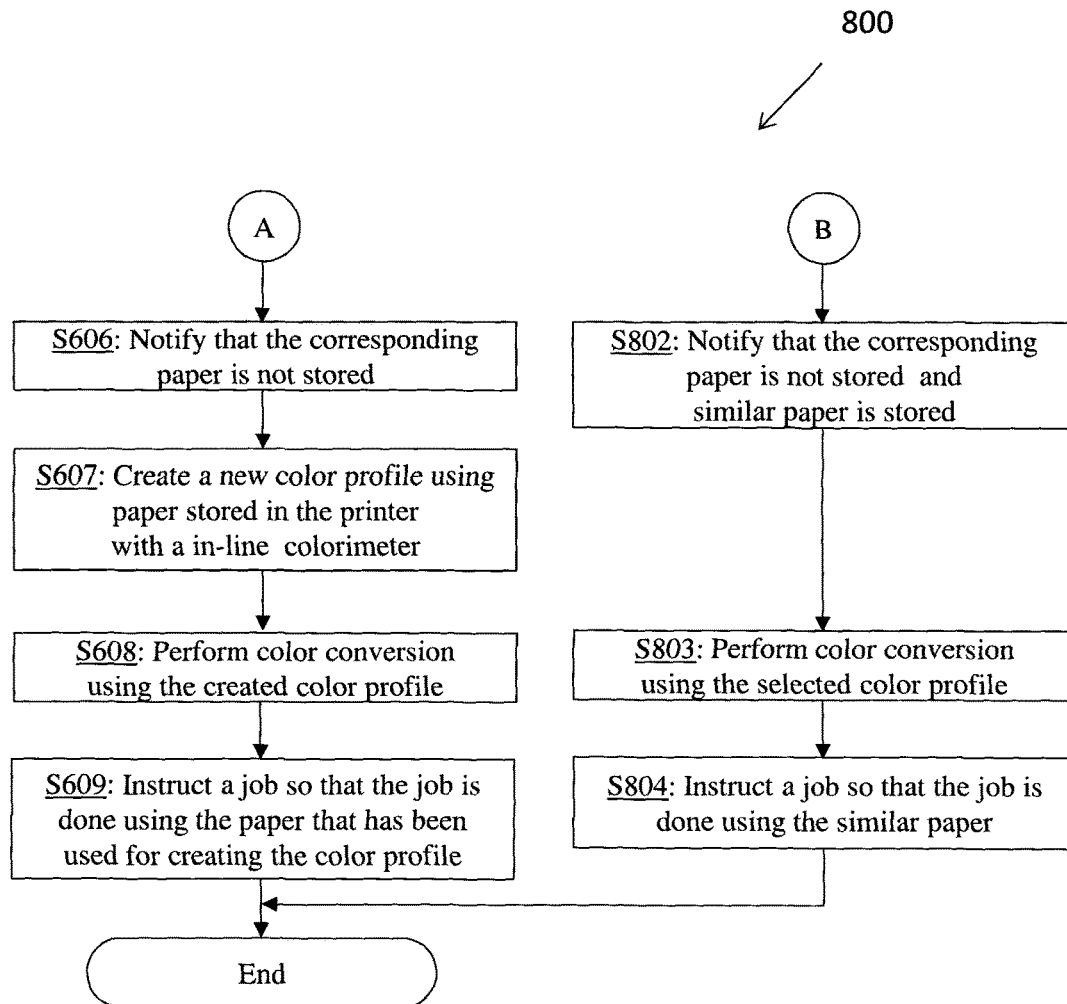 800
A
B
S606: Notify that the corresponding
paper is not stored
S802: Notify that the corresponding
paper is not stored and
similar paper is stored
S607: Create a new color profile using
paper stored in the printer
with a in-line colorimeter
S608: Perform color conversion
using the created color profile
S803: Perform color conversion
using the selected color profile
S609: Instruct a job so that the job is
done using the paper that has been
used for creating the color profile
S804: Instruct a job so that the job is
done using the similar paper
End